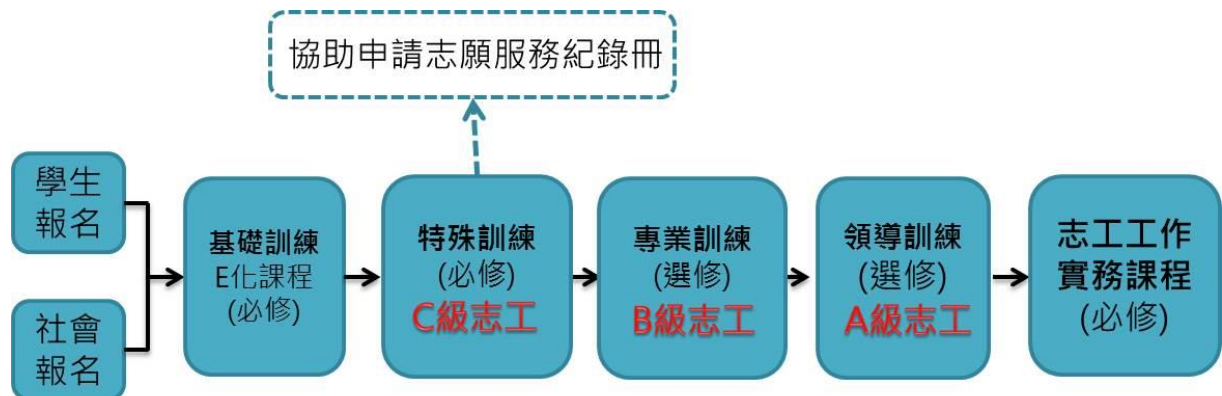 協助申請志願服務紀錄冊
學生
報名
社會
報名
基礎訓練
E化課程
(必修)
特殊訓練
(必修)
C級志工
專業訓練
(選修)
B級志工
領導訓練
(選修)
A級志工
志工工作
實務課程
(必修)